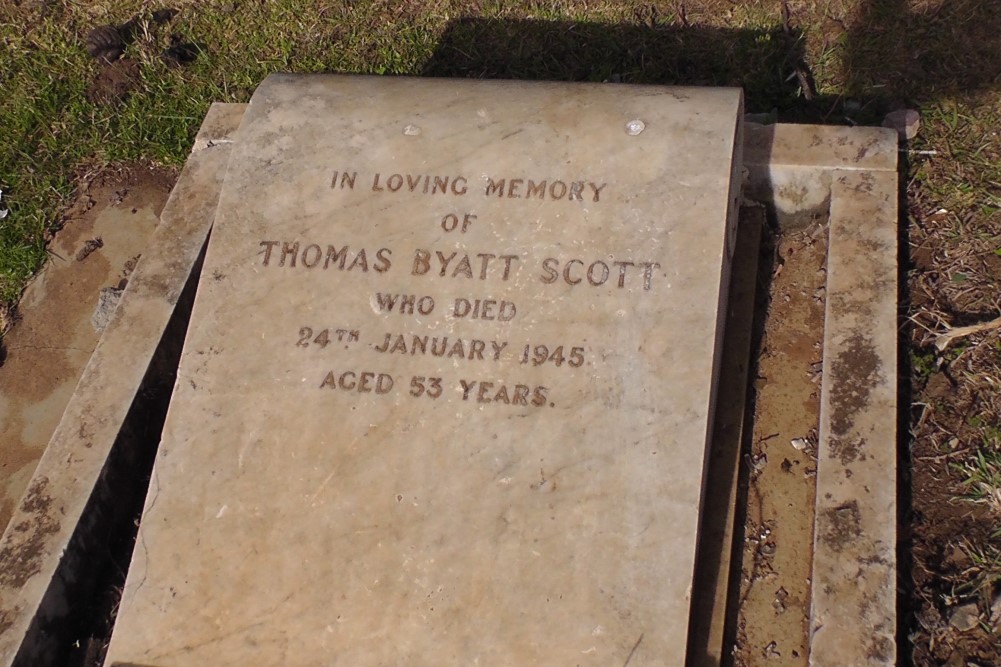 IN LOVING MEMORY
OF
THOMAS BYATT SCOTT
WHO DIED
24TH JANUARY 1945.
AGED 53 YEARS.